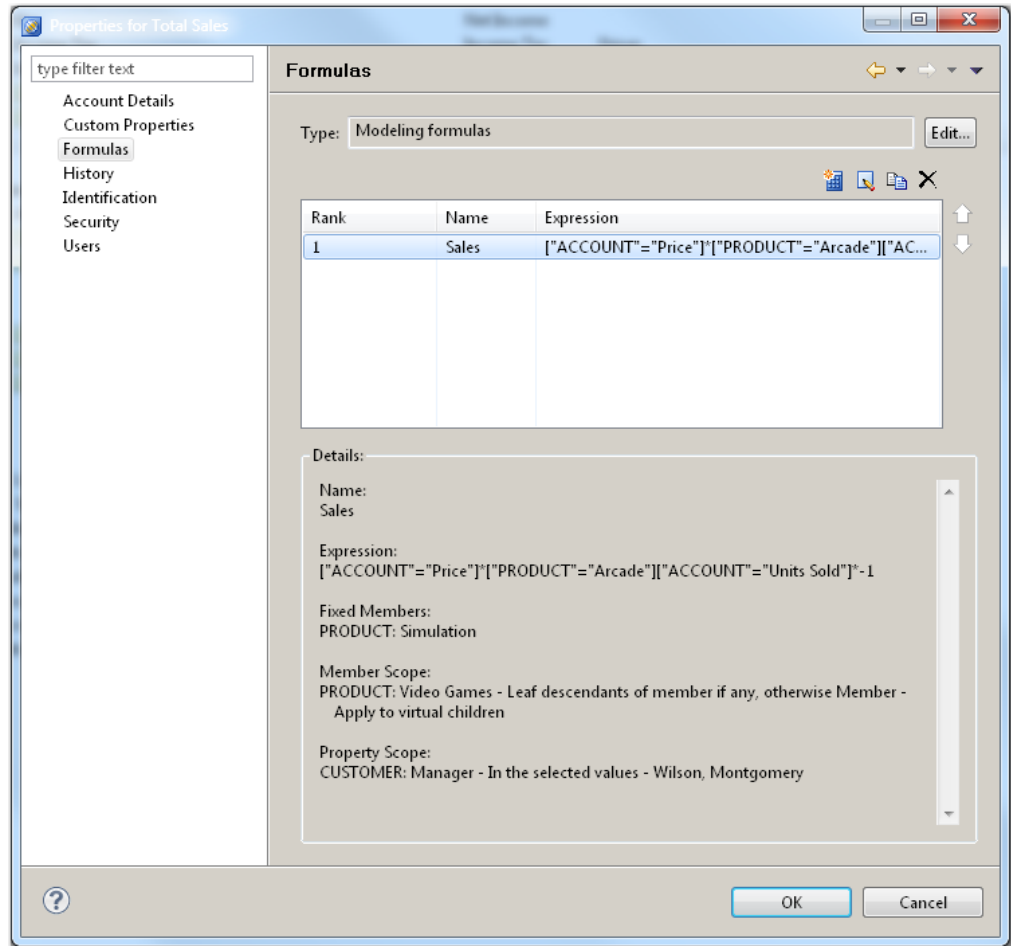 Properties for Total Sales
type filter text
Account Details
Custom Properties
Formulas
History
Identification
Security
Users
Formulas
Type: Modeling formulas Edit...
Rank Name Expression
1 Sales ["ACCOUNT"="Price"]*["PRODUCT"="Arcade"]["AC...
Details:
Name:
Sales
Expression:
["ACCOUNT"="Price"]*["PRODUCT"="Arcade"]["ACCOUNT"="Units Sold"]*-1
Fixed Members:
PRODUCT: Simulation
Member Scope:
PRODUCT: Video Games - Leaf descendants of member if any, otherwise Member -
Apply to virtual children
Property Scope:
CUSTOMER: Manager - In the selected values - Wilson, Montgomery
? OK Cancel